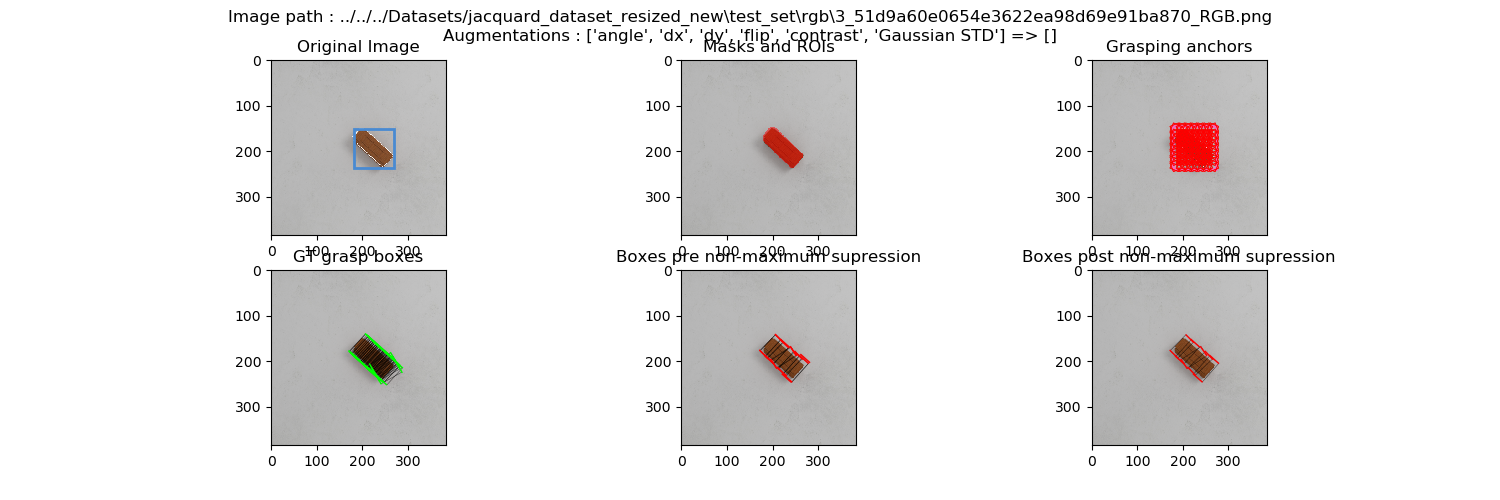 Image path : ../../../Datasets/jacquard_dataset_resized_new\test_set\rgb\3_51d9a60e0654e3622ea98d69e91ba870_RGB.png
Augmentations : ['angle', 'dx', 'dy', 'flip', 'contrast', 'Gaussian STD'] => []
Original Image
Masks and ROIs
Grasping anchors
0
100
200
300
0 100 200 300
0
100
200
300
0 100 200 300
0
100
200
300
0 100 200 300
GT grasp boxes
Boxes pre non-maximum supression
Boxes post non-maximum supression
0
100
200
300
0 100 200 300
0
100
200
300
0 100 200 300
0
100
200
300
0 100 200 300